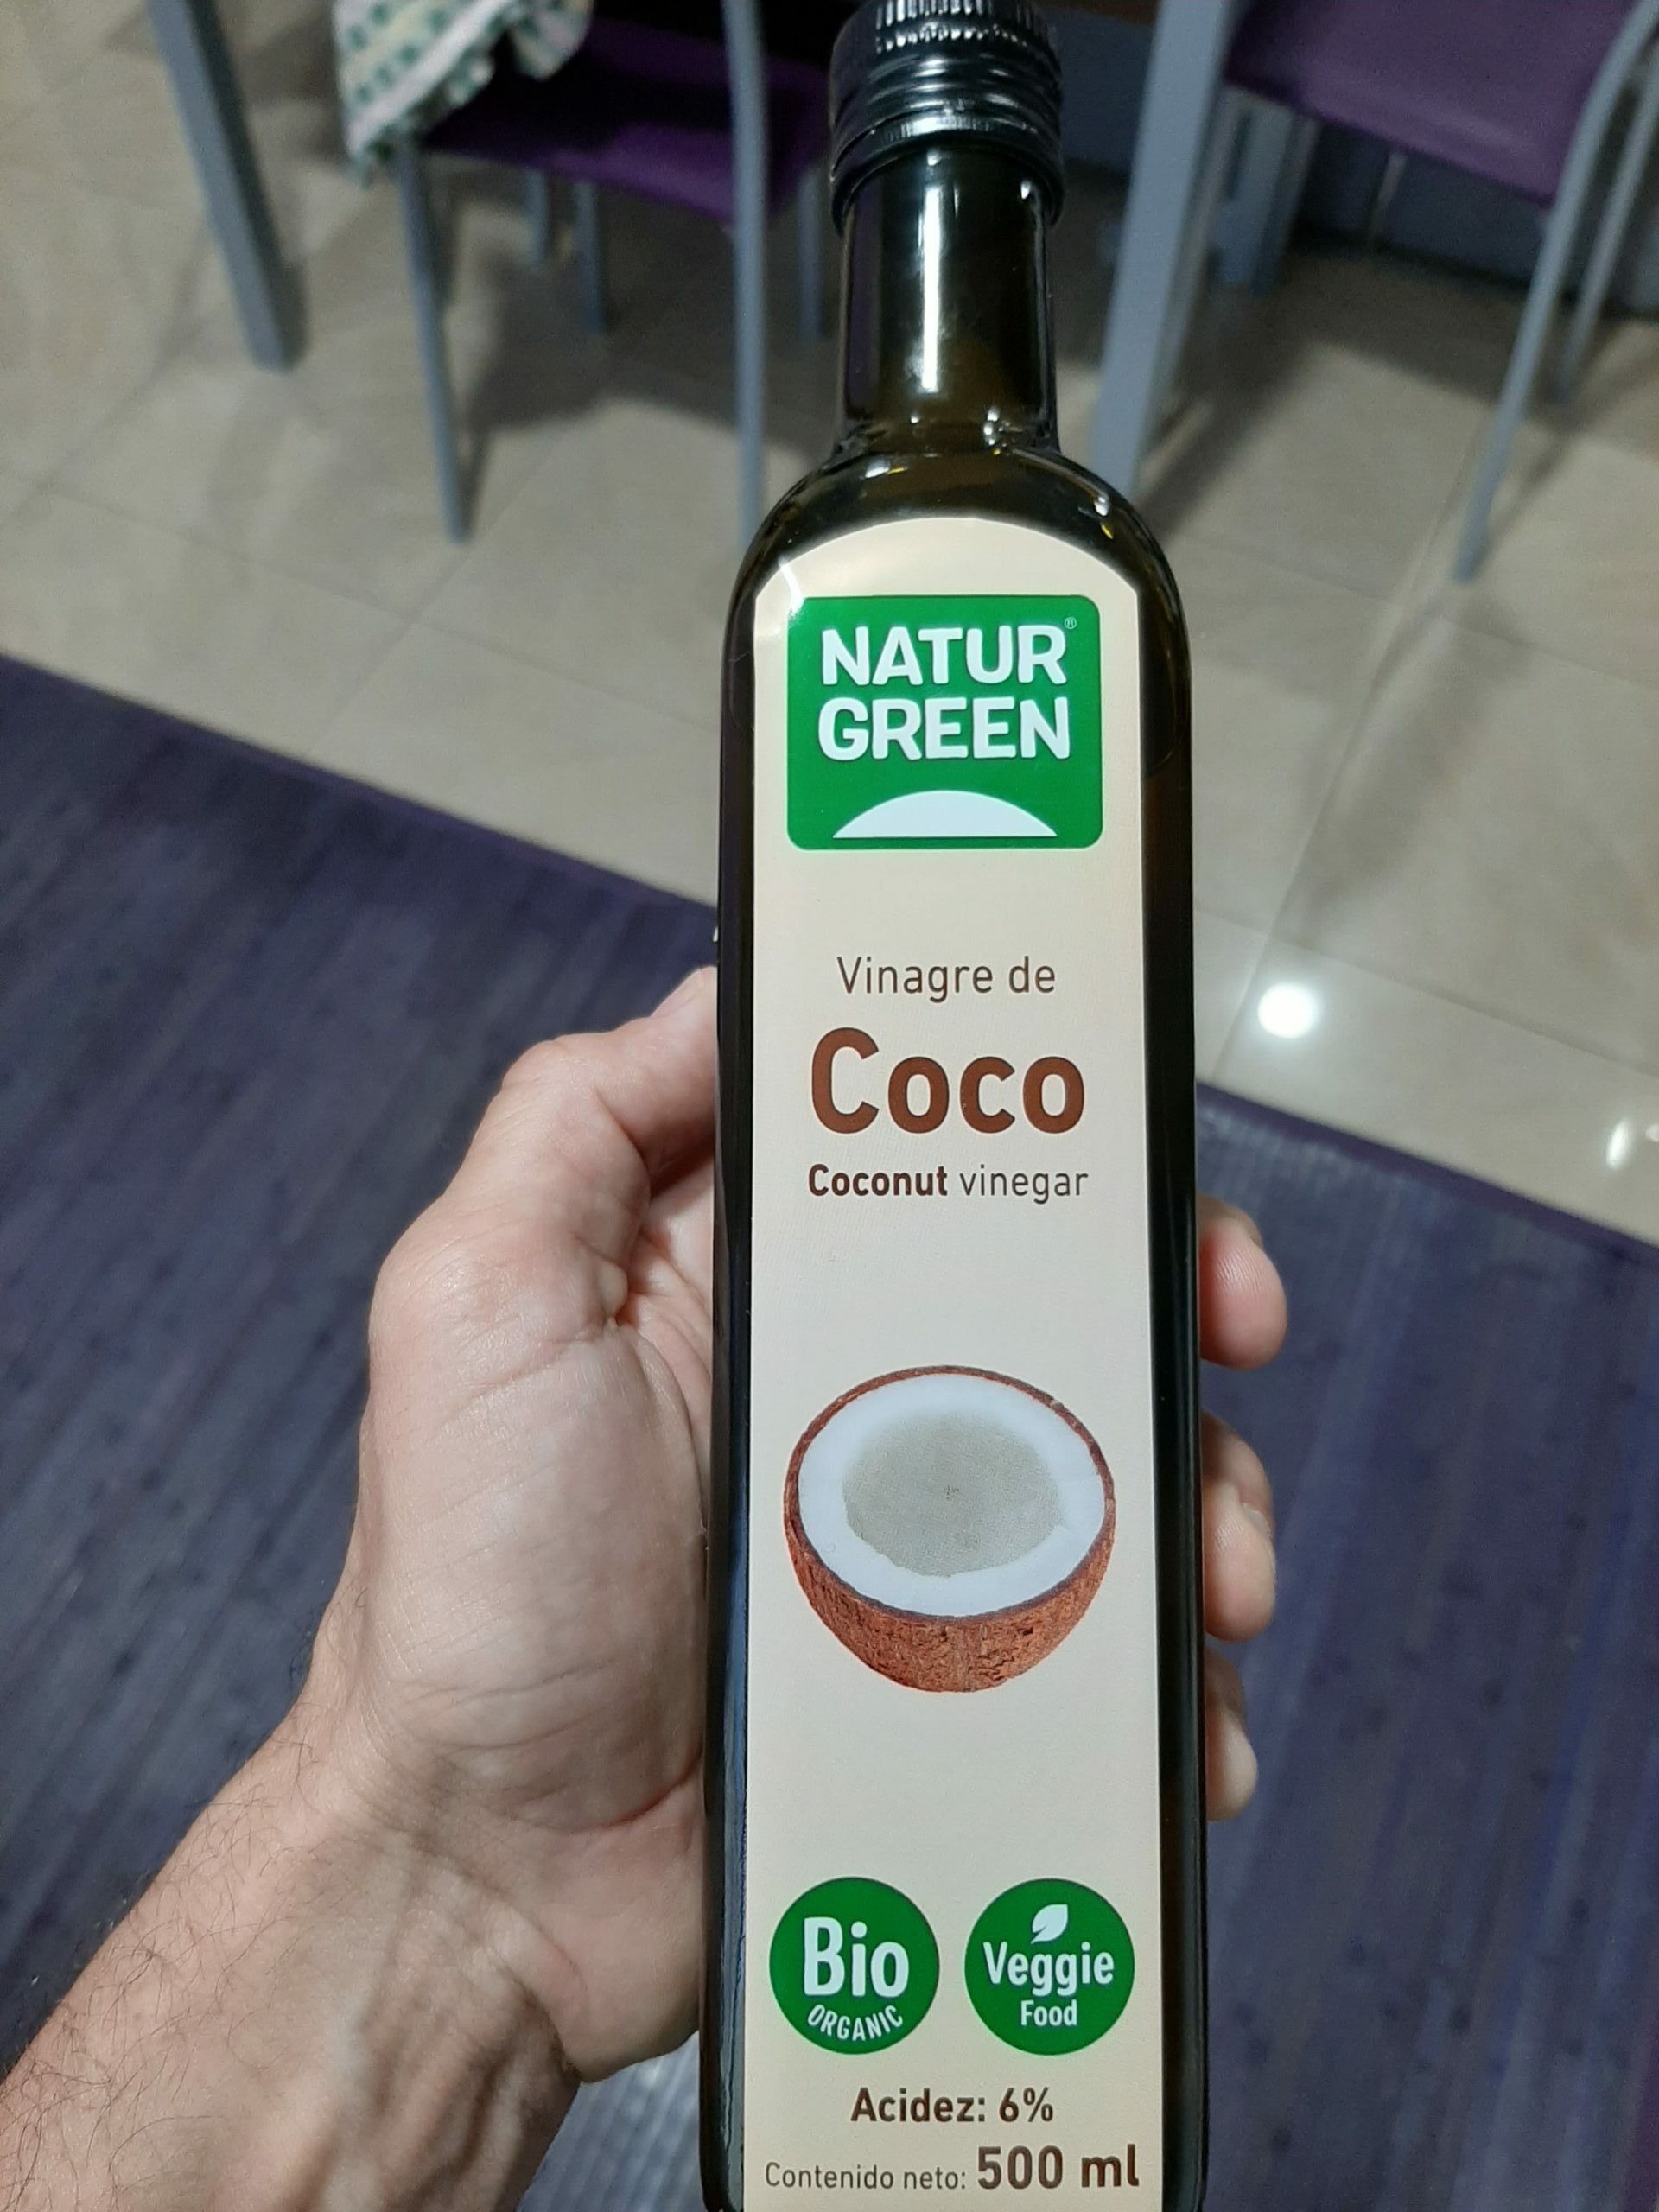 NATUR®
GREEN
Vinagre de
Coco
Coconut vinegar
Bio
ORGANIC
Veggie
Food
Acidez: 6%
Contenido neto: 500 ml